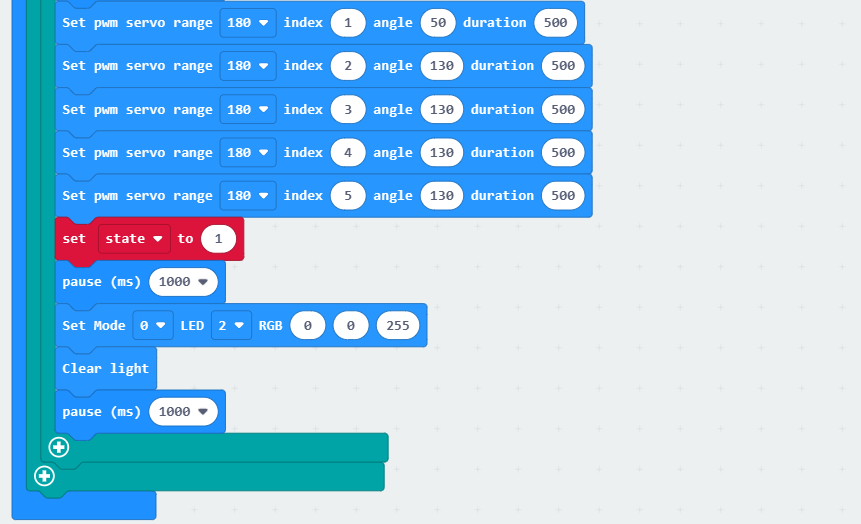 Set pwm servo range 180 index 1 angle 50 duration 500
Set pwm servo range 180 index 2 angle 130 duration 500
Set pwm servo range 180 index 3 angle 130 duration 500
Set pwm servo range 180 index 4 angle 130 duration 500
Set pwm servo range 180 index 5 angle 130 duration 500
set state to 1
pause (ms) 1000
Set Mode 0 LED 2 RGB 0 0 255
Clear light
pause (ms) 1000